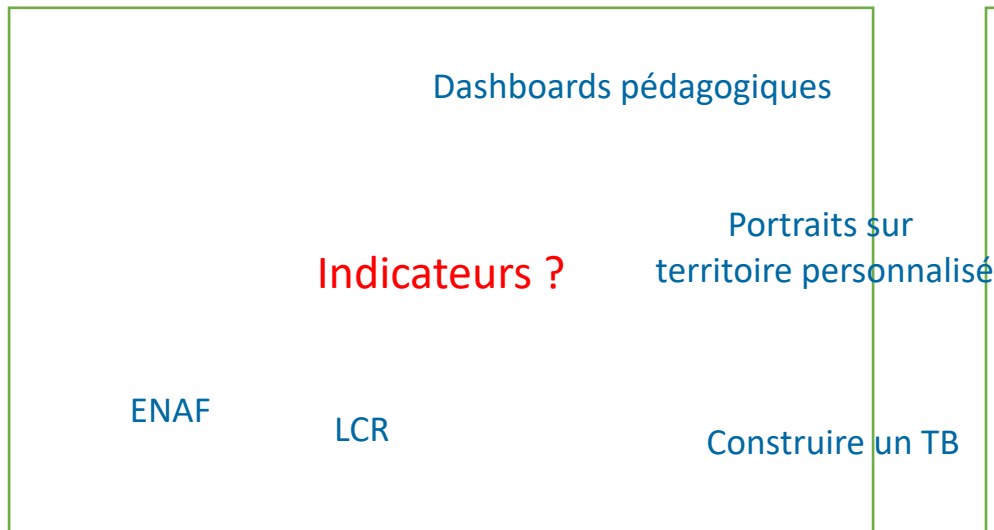 Dashboards pédagogiques
Portraits sur
territoire personnalisé
Indicateurs ?
ENAF
LCR
Construire un TB